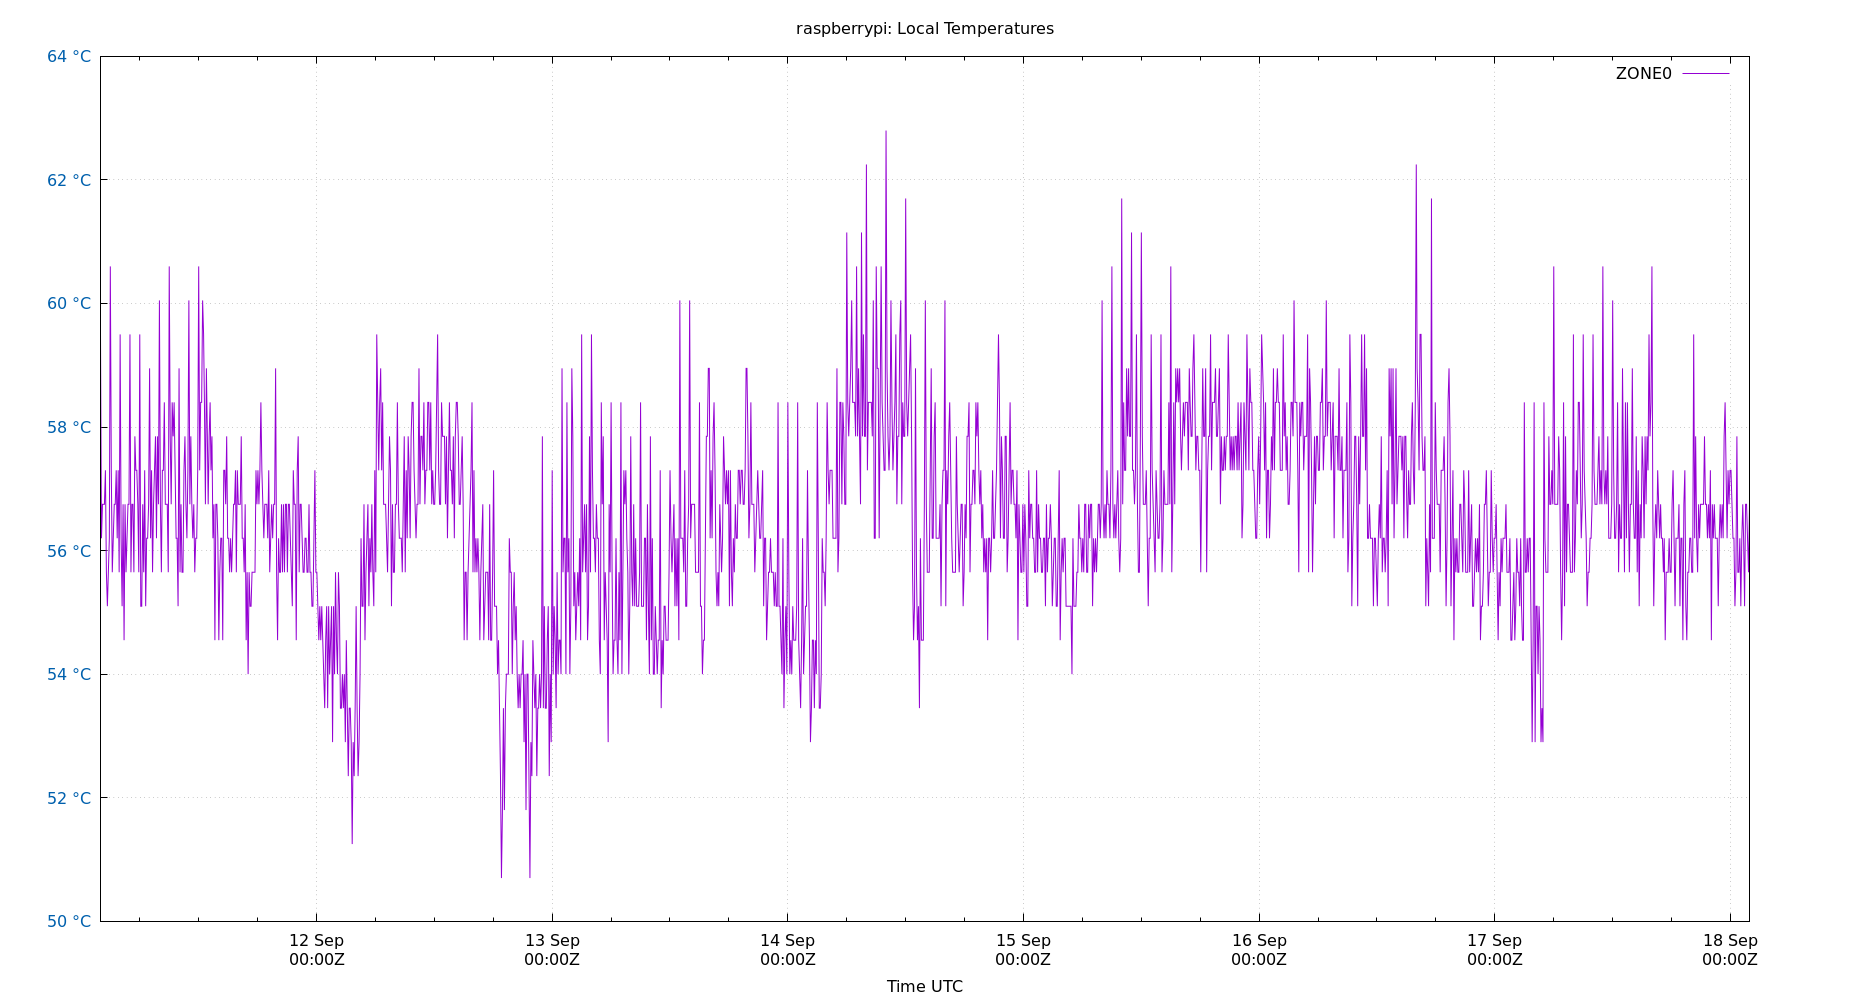 raspberrypi: Local Temperatures
ZONE0
64 °C
62 °C
60 °C
58 °C
56 °C
54 °C
52 °C
50 °C
12 Sep 13 Sep 14 Sep 15 Sep 16 Sep 17 Sep 18 Sep
00:00Z 00:00Z 00:00Z 00:00Z 00:00Z 00:00Z 00:00Z
Time UTC